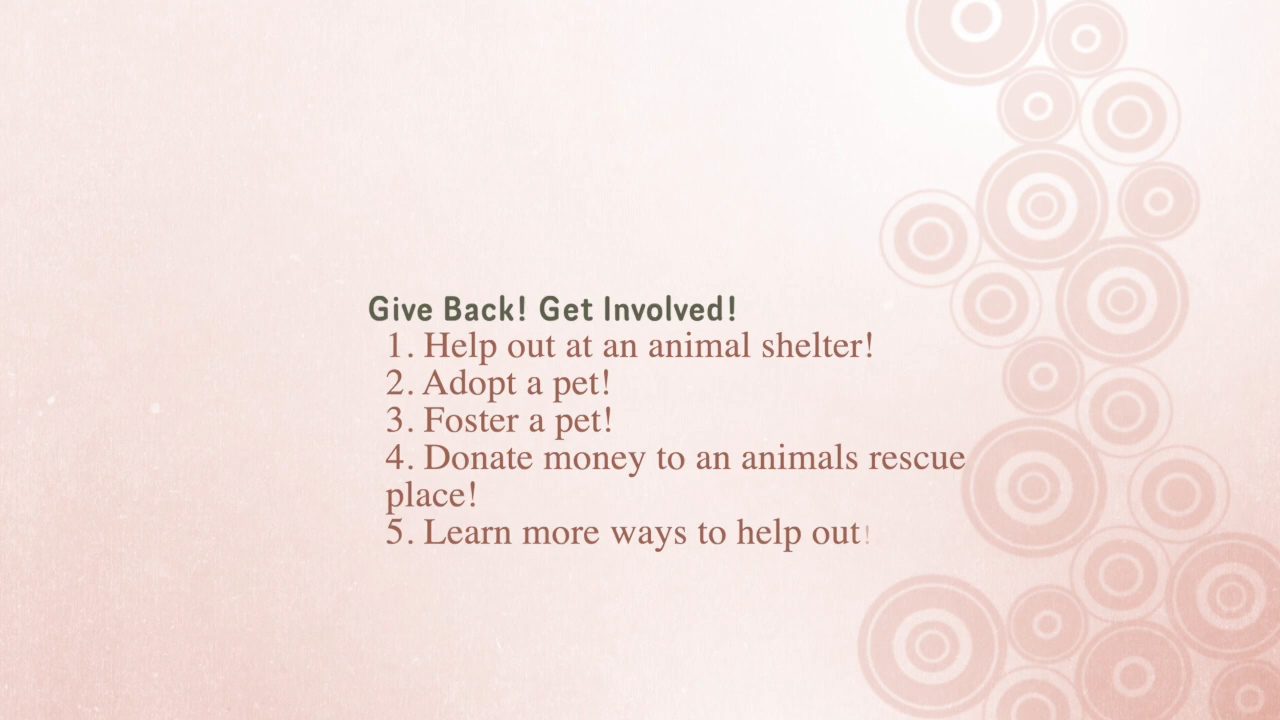 Give Back! Get Involved!
1. Help out at an animal shelter!
2. Adopt a pet!
3. Foster a pet!
4. Donate money to an animals rescue
place!
5. Learn more ways to help out!